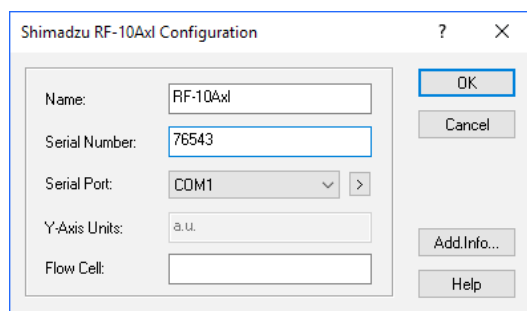 Shimadzu RF-10Axl Configuration ?
Name: RF-10Axl
Serial Number: 76543
Serial Port: COM1 >
Y-Axis Units: a.u.
Flow Cell:
OK
Cancel
Add.Info...
Help